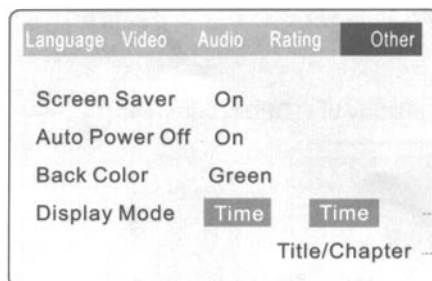 Language Video Audio Rating Other
Screen Saver On
Auto Power Off On
Back Color Green
Display Mode Time Time
Title/Chapter